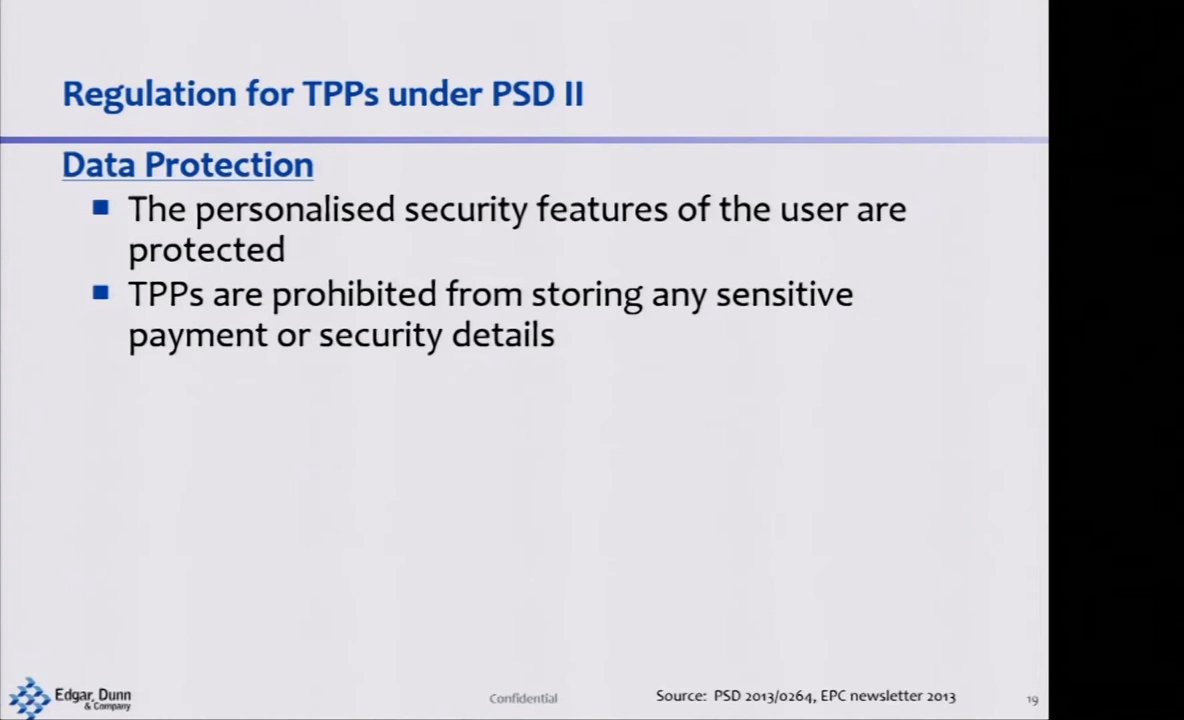 Regulation for TPPs under PSD II
Data Protection
The personalised security features of the user are
protected
TPPs are prohibited from storing any sensitive
payment or security details
Edgar, Dunn
& Company
Confidential
Source: PSD 2013/0264, EPC newsletter 2013
19